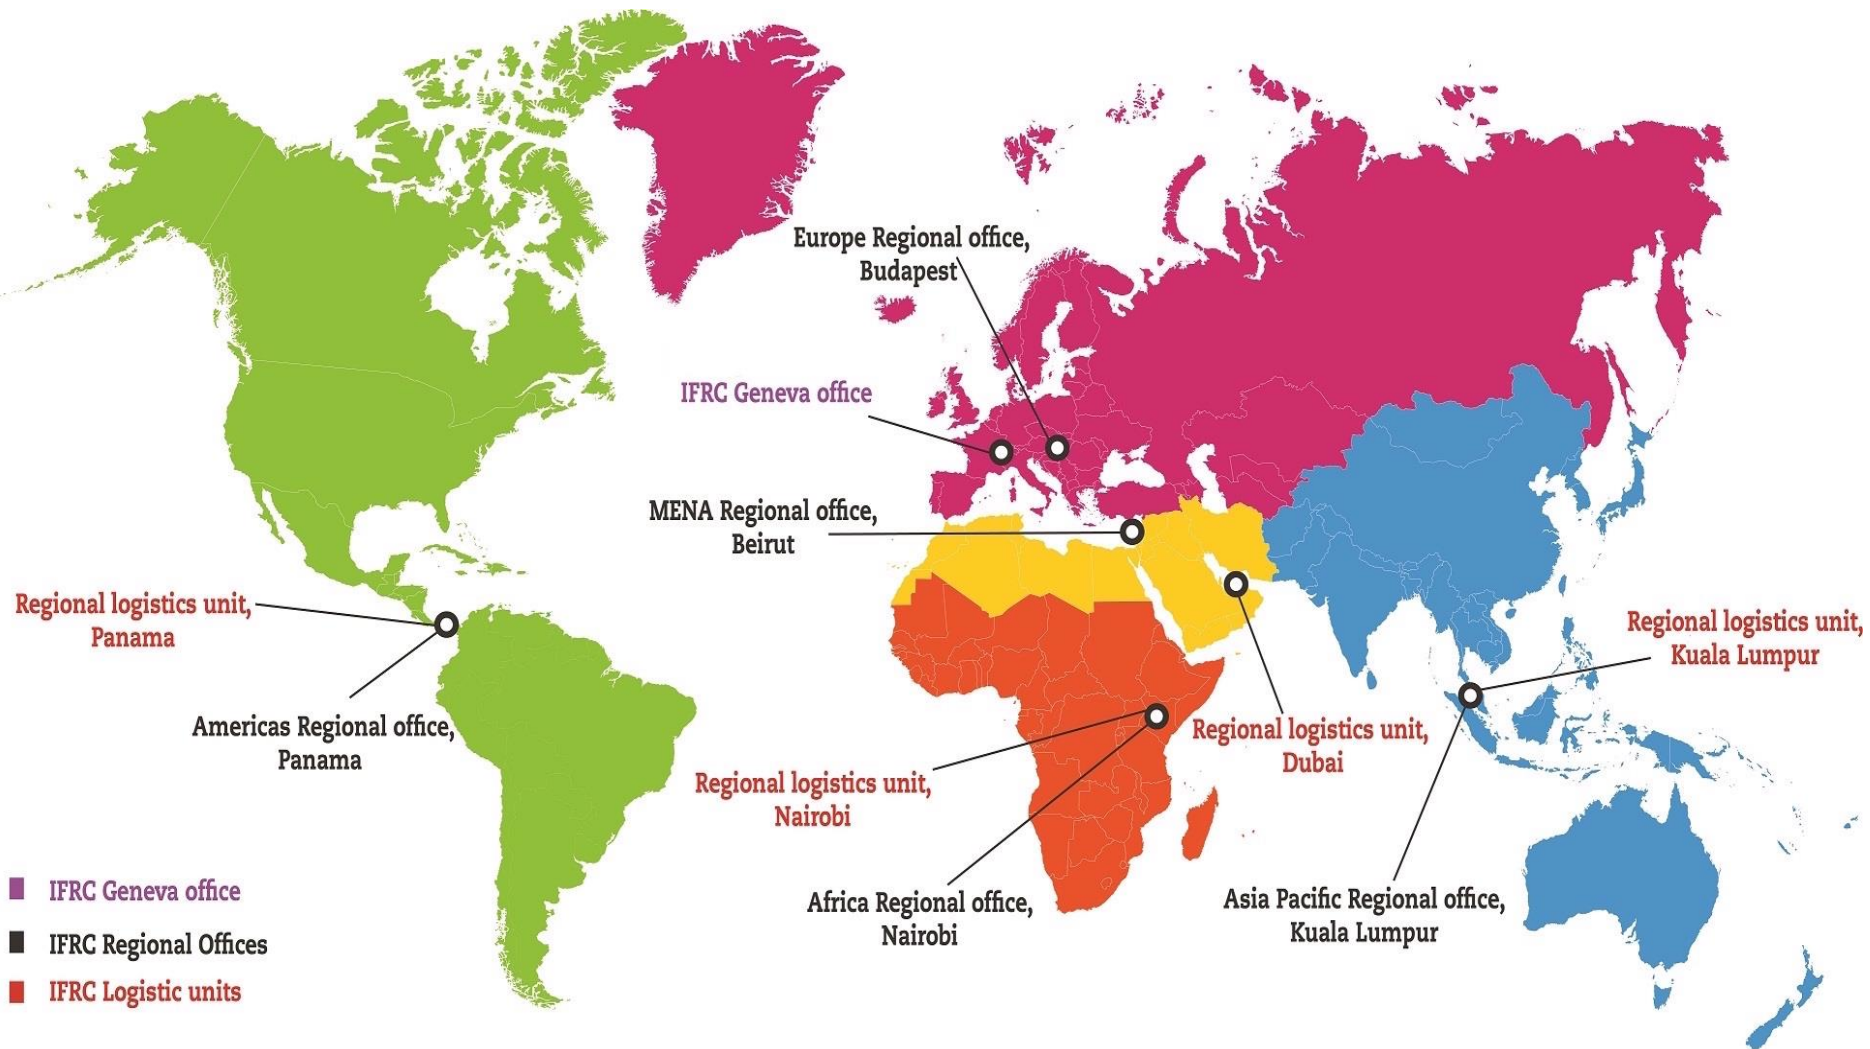 Europe Regional office,
Budapest
IFRC Geneva office
MENA Regional office,
Beirut
Regional logistics unit,
Panama
Americas Regional office,
Panama
Regional logistics unit,
Kuala Lumpur
Regional logistics unit,
Dubai
Regional logistics unit,
Nairobi
Africa Regional office,
Nairobi
Asia Pacific Regional office,
Kuala Lumpur
IFRC Geneva office
IFRC Regional Offices
IFRC Logistic units